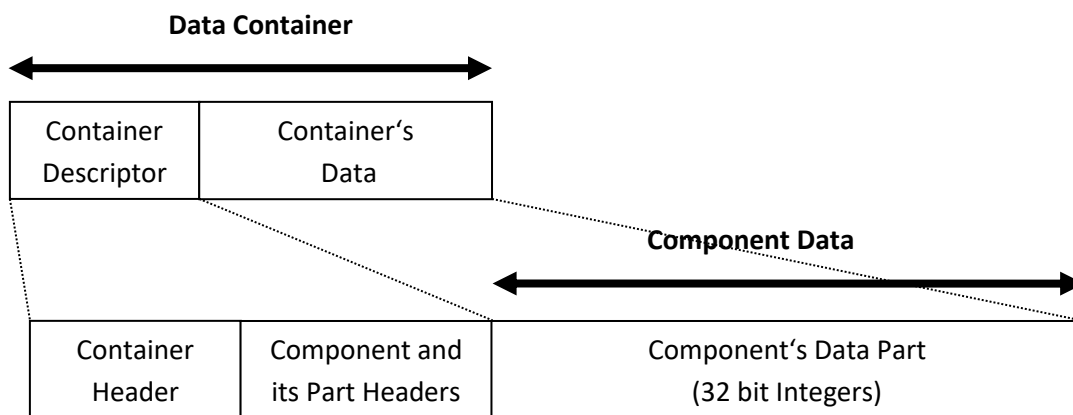 Data Container
Container Container‘s
Descriptor Data
Component Data
Container Component and Component‘s Data Part
Header its Part Headers (32 bit Integers)